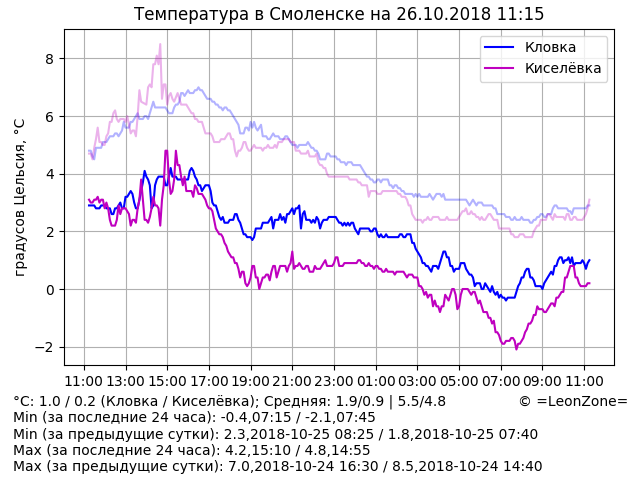 Температура в Смоленске на 26.10.2018 11:15
Кловка
Киселёвка
градусов Цельсия, °C
8
6
4
2
0
−2
11:00 13:00 15:00 17:00 19:00 21:00 23:00 01:00 03:00 05:00 07:00 09:00 11:00
°C: 1.0 / 0.2 (Кловка / Киселёвка); Средняя: 1.9/0.9 | 5.5/4.8 © =LeonZone=
Min (за последние 24 часа): -0.4,07:15 / -2.1,07:45
Min (за предыдущие сутки): 2.3,2018-10-25 08:25 / 1.8,2018-10-25 07:40
Max (за последние 24 часа): 4.2,15:10 / 4.8,14:55
Max (за предыдущие сутки): 7.0,2018-10-24 16:30 / 8.5,2018-10-24 14:40